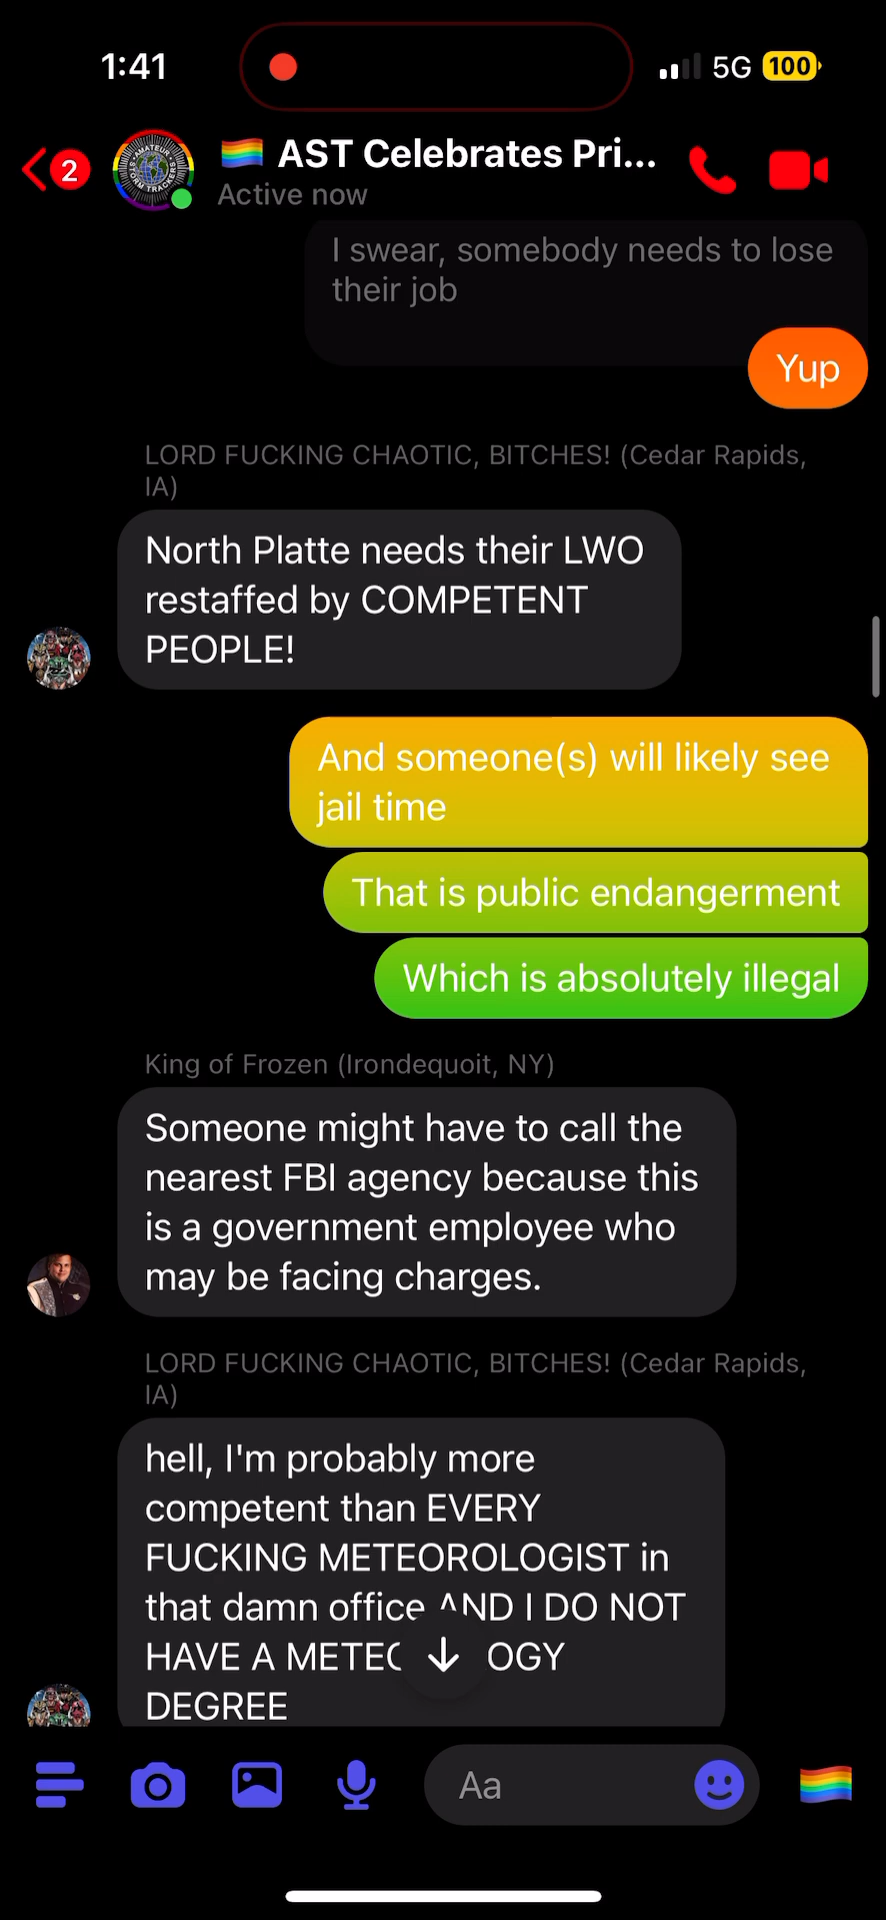 1:41
5G 100
2
🏳️‍🌈 AST Celebrates Pri...
Active now
AMATEUR
STORM TRACKERS
I swear, somebody needs to lose
their job
Yup
LORD FUCKING CHAOTIC, BITCHES! (Cedar Rapids,
IA)
North Platte needs their LWO
restaffed by COMPETENT
PEOPLE!
And someone(s) will likely see
jail time
That is public endangerment
Which is absolutely illegal
King of Frozen (Irondequoit, NY)
Someone might have to call the
nearest FBI agency because this
is a government employee who
may be facing charges.
LORD FUCKING CHAOTIC, BITCHES! (Cedar Rapids,
IA)
hell, I'm probably more
competent than EVERY
FUCKING METEOROLOGIST in
that damn office AND I DO NOT
HAVE A METEOROLOGY
DEGREE
Aa